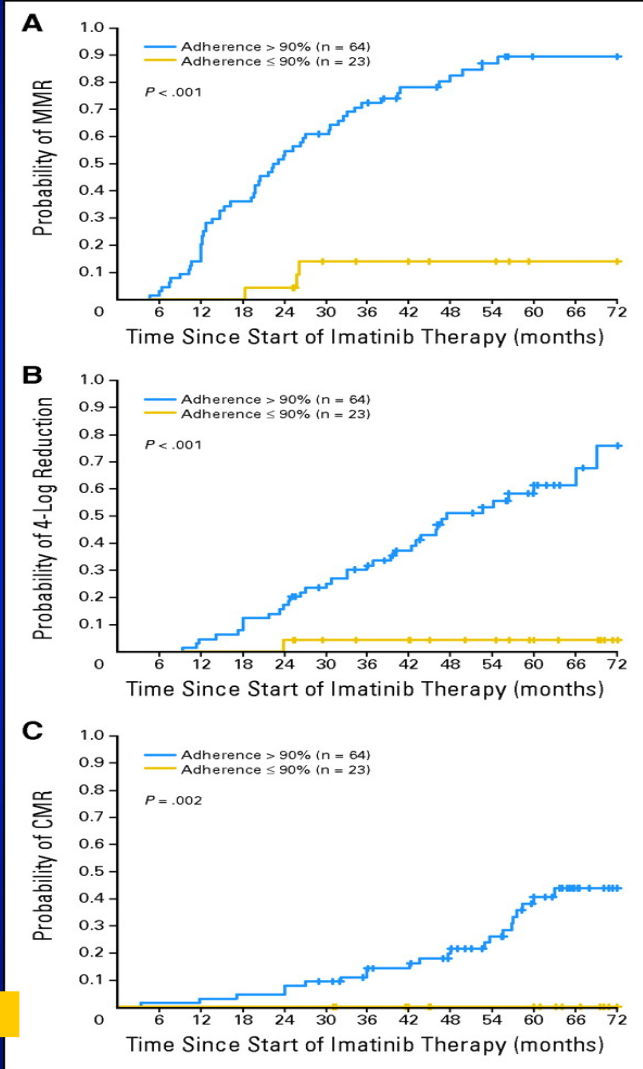 A
Probability of MMR
1.0
0.9
0.8
0.7
0.6
0.5
0.4
0.3
0.2
0.1
Adherence > 90% (n = 64)
Adherence ≤ 90% (n = 23)
P < .001
0 6 12 18 24 30 36 42 48 54 60 66 72
Time Since Start of Imatinib Therapy (months)
B
Probability of 4-Log Reduction
1.0
0.9
0.8
0.7
0.6
0.5
0.4
0.3
0.2
0.1
Adherence > 90% (n = 64)
Adherence ≤ 90% (n = 23)
P < .001
0 6 12 18 24 30 36 42 48 54 60 66 72
Time Since Start of Imatinib Therapy (months)
C
Probability of CMR
1.0
0.9
0.8
0.7
0.6
0.5
0.4
0.3
0.2
0.1
Adherence > 90% (n = 64)
Adherence ≤ 90% (n = 23)
P = .002
0 6 12 18 24 30 36 42 48 54 60 66 72
Time Since Start of Imatinib Therapy (months)